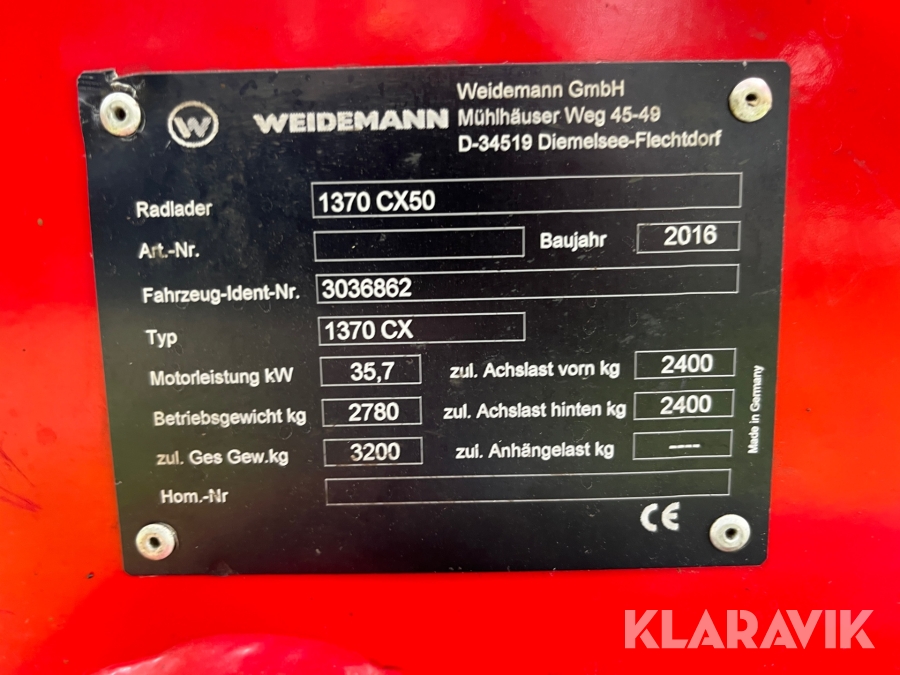 W WEIDEMANN
Weidemann GmbH
Mühlhäuser Weg 45-49
D-34519 Diemelsee-Flechtdorf
Radlader 1370 CX50
Art.-Nr. Baujahr 2016
Fahrzeug-Ident-Nr. 3036862
Typ 1370 CX
Motorleistung kW 35,7 zul. Achslast vorn kg 2400
Betriebsgewicht kg 2780 zul. Achslast hinten kg 2400
zul. Ges Gew.kg 3200 zul. Anhängelast kg ----
Hom.-Nr
CE
Made in Germany
KLARAVIK